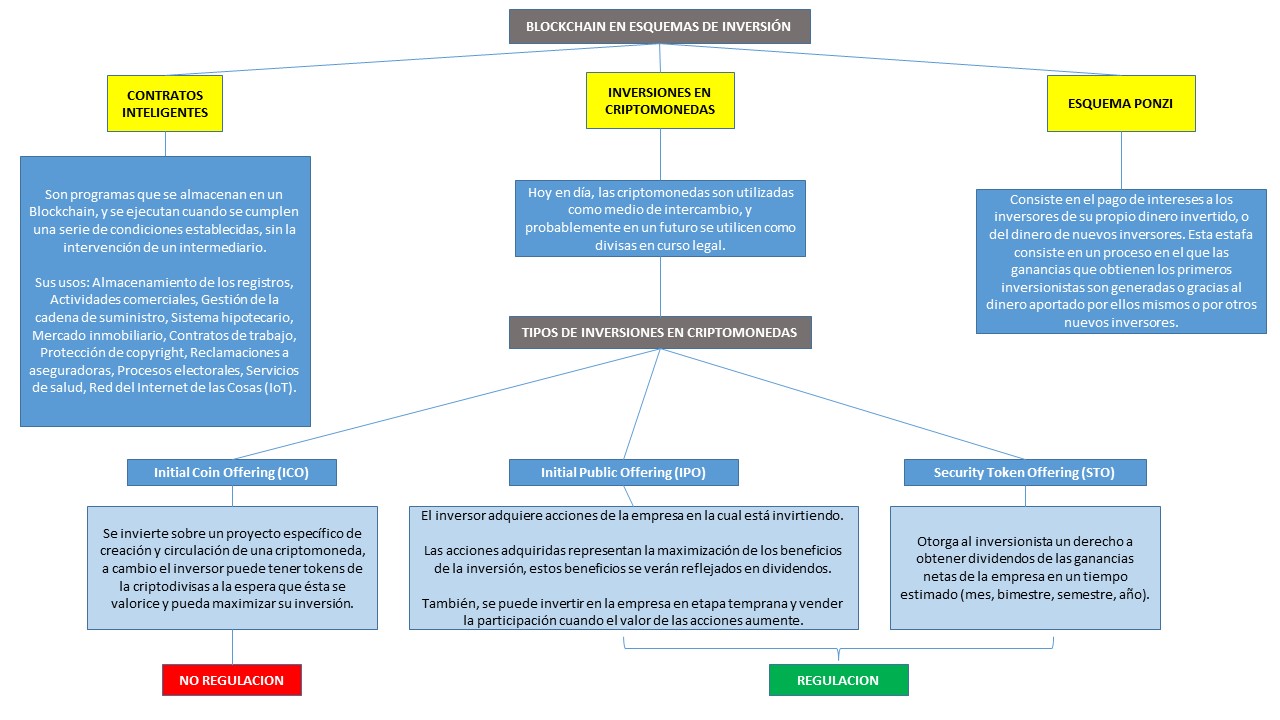 BLOCKCHAIN EN ESQUEMAS DE INVERSIÓN
CONTRATOS
INTELIGENTES
Son programas que se almacenan en un
Blockchain, y se ejecutan cuando se cumplen
una serie de condiciones establecidas, sin la
intervención de un intermediario.
Sus usos: Almacenamiento de los registros,
Actividades comerciales, Gestión de la
cadena de suministro, Sistema hipotecario,
Mercado inmobiliario, Contratos de trabajo,
Protección de copyright, Reclamaciones a
aseguradoras, Procesos electorales, Servicios
de salud, Red del Internet de las Cosas (IoT).
INVERSIONES EN
CRIPTOMONEDAS
Hoy en día, las criptomonedas son utilizadas
como medio de intercambio, y
probablemente en un futuro se utilicen como
divisas en curso legal.
ESQUEMA PONZI
Consiste en el pago de intereses a los
inversores de su propio dinero invertido, o
del dinero de nuevos inversores. Esta estafa
consiste en un proceso en el que las
ganancias que obtienen los primeros
inversionistas son generadas o gracias al
dinero aportado por ellos mismos o por otros
nuevos inversores.
TIPOS DE INVERSIONES EN CRIPTOMONEDAS
Initial Coin Offering (ICO)
Se invierte sobre un proyecto específico de
creación y circulación de una criptomoneda,
a cambio el inversor puede tener tokens de
la criptodivisas a la espera que ésta se
valorice y pueda maximizar su inversión.
NO REGULACION
Initial Public Offering (IPO)
El inversor adquiere acciones de la empresa en la cual está invirtiendo.
Las acciones adquiridas representan la maximización de los beneficios
de la inversión, estos beneficios se verán reflejados en dividendos.
También, se puede invertir en la empresa en etapa temprana y vender
la participación cuando el valor de las acciones aumente.
Security Token Offering (STO)
Otorga al inversionista un derecho a
obtener dividendos de las ganancias
netas de la empresa en un tiempo
estimado (mes, bimestre, semestre, año).
REGULACION